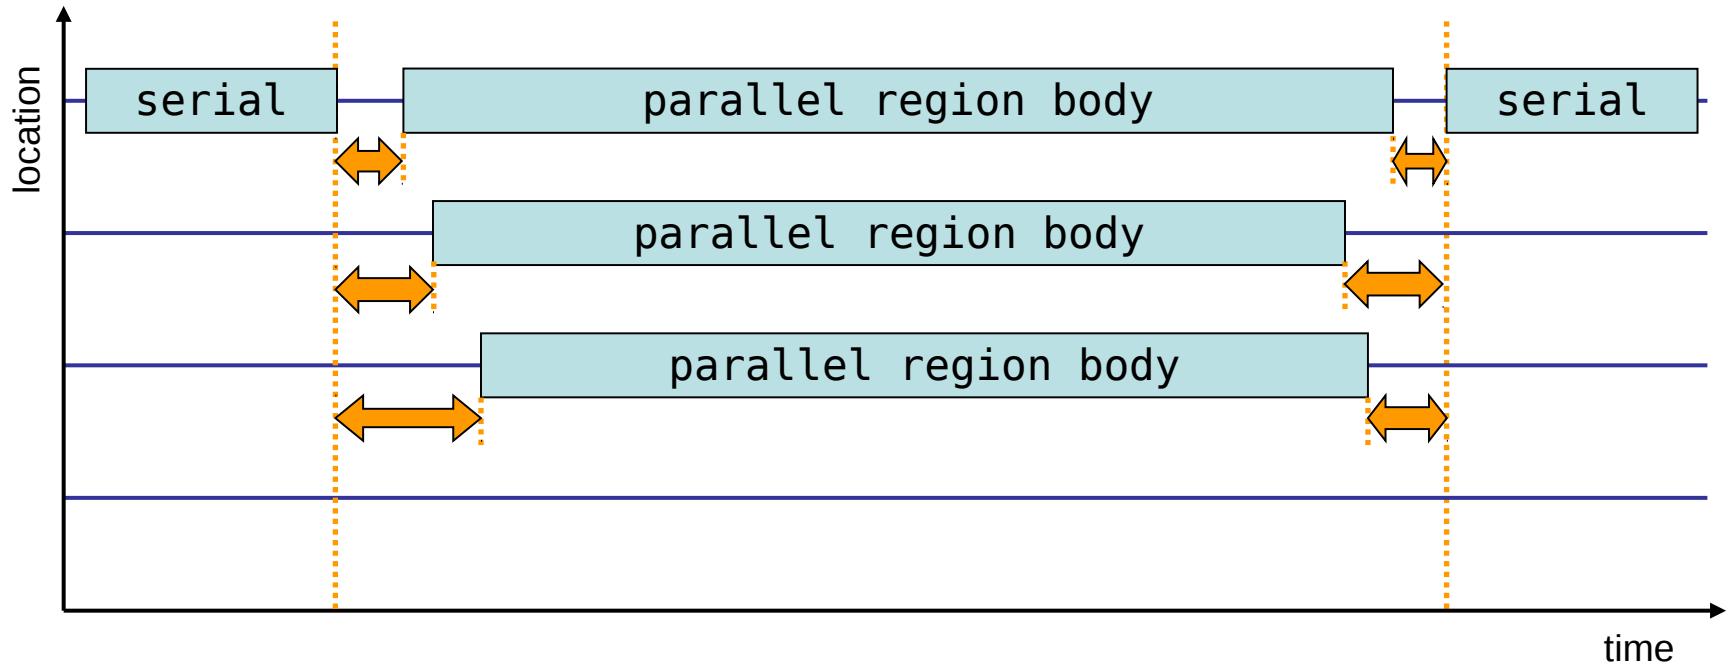 location
serial
parallel region body
serial
parallel region body
parallel region body
time